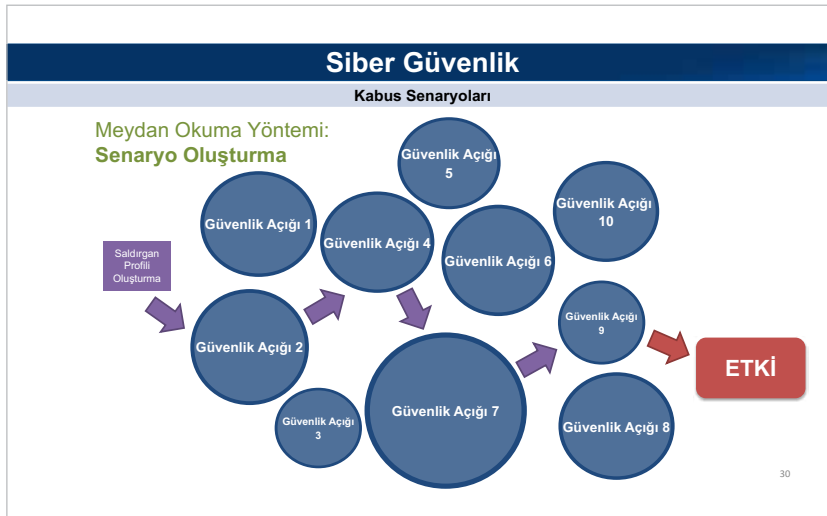 Siber Güvenlik
Kabus Senaryoları
Meydan Okuma Yöntemi:
Senaryo Oluşturma
Güvenlik Açığı
5
Güvenlik Açığı 1
Güvenlik Açığı 4
Güvenlik Açığı
10
Güvenlik Açığı 6
Saldırgan
Profili
Oluşturma
Güvenlik Açığı 2
Güvenlik Açığı
9
ETKİ
Güvenlik Açığı
3
Güvenlik Açığı 7
Güvenlik Açığı 8
30